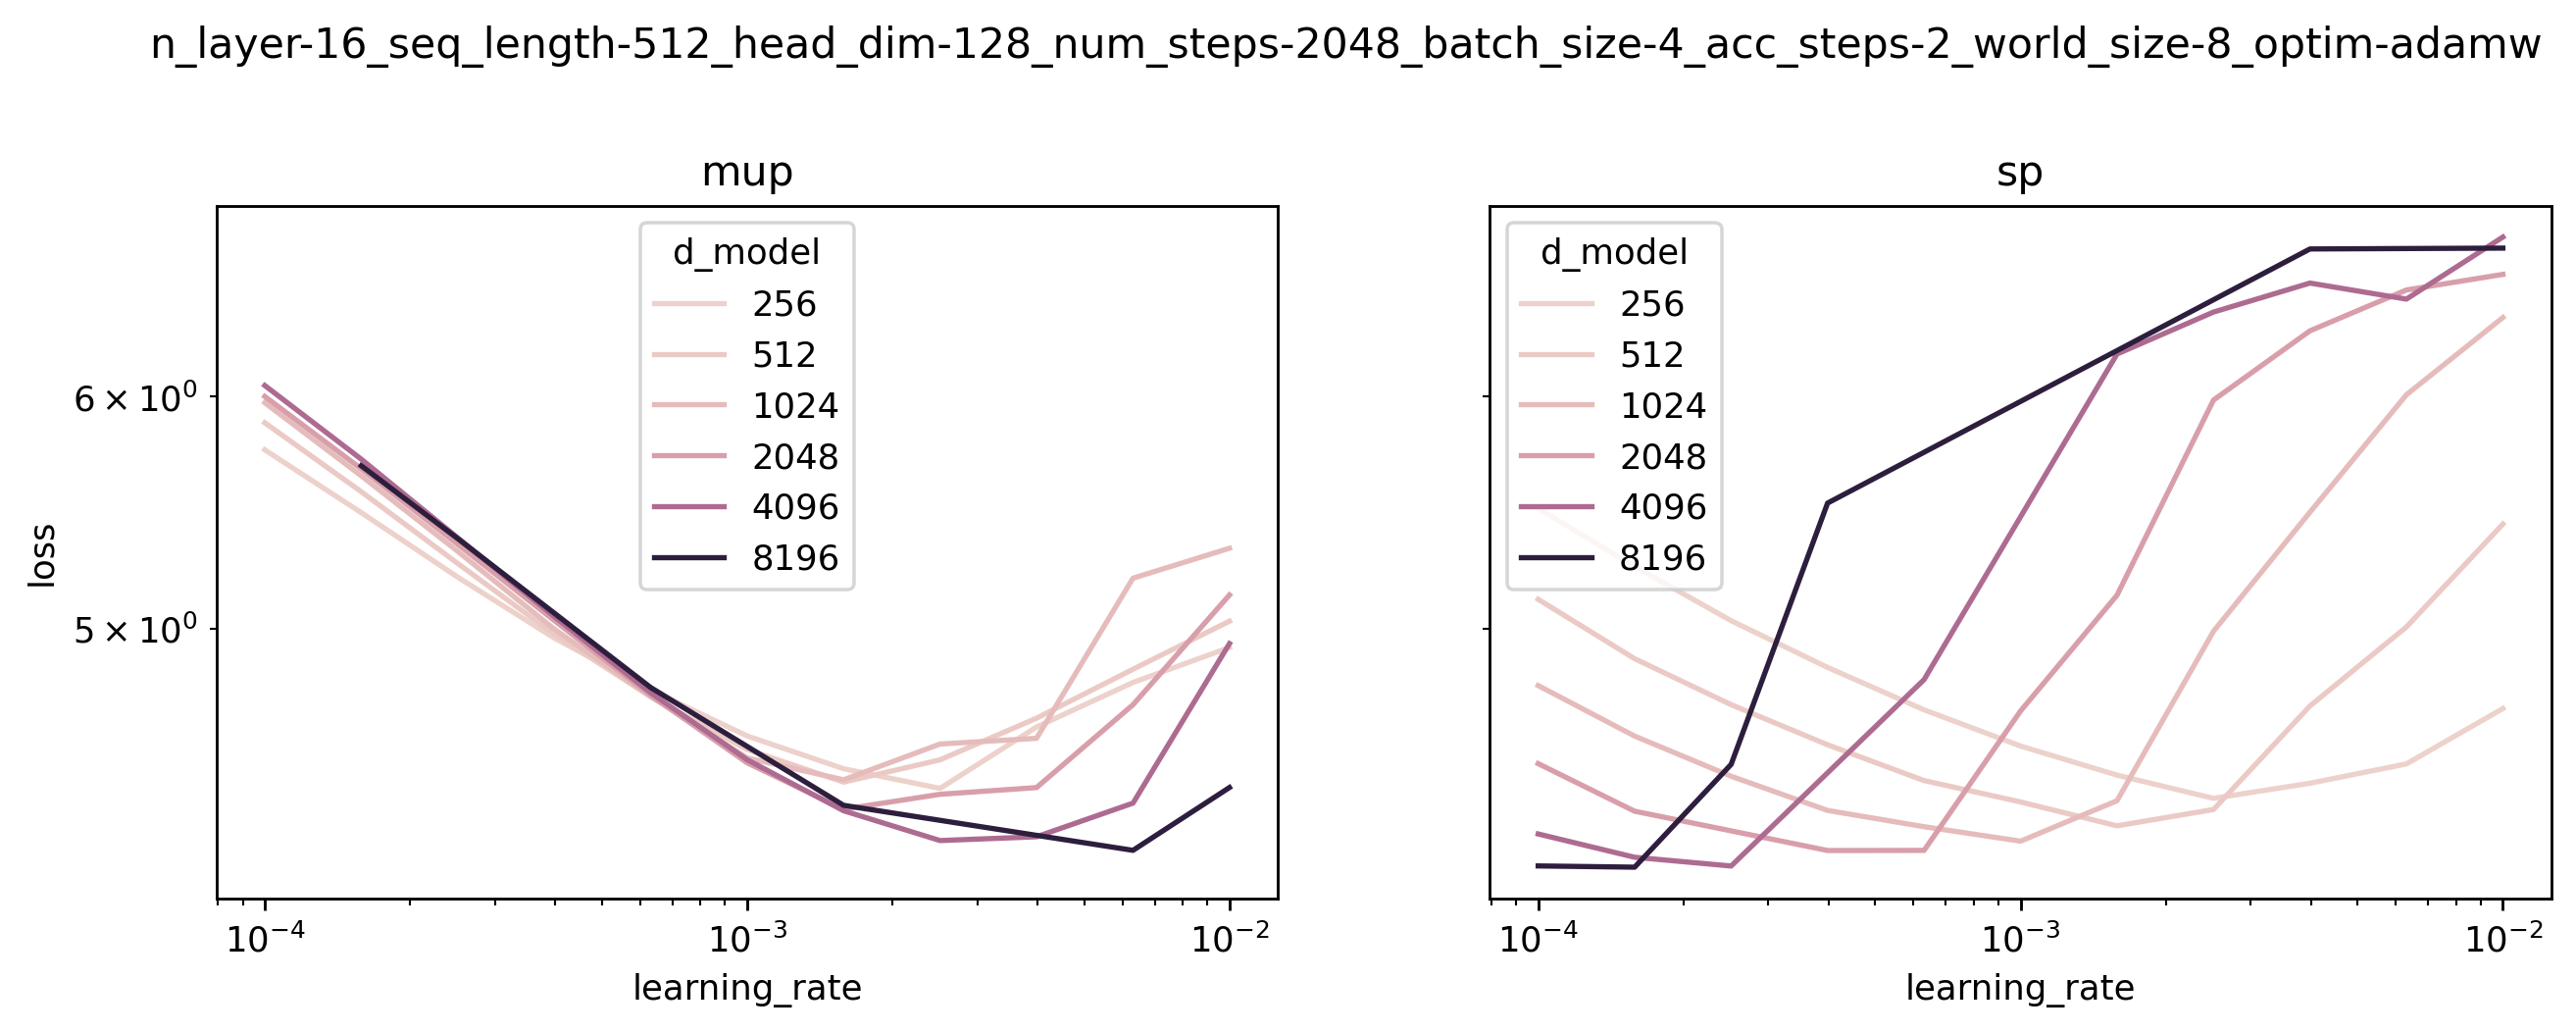 n_layer-16_seq_length-512_head_dim-128_num_steps-2048_batch_size-4_acc_steps-2_world_size-8_optim-adamw
mup
d_model
256
512
1024
2048
4096
8196
6 × 10⁰
5 × 10⁰
loss
10⁻⁴
10⁻³
10⁻²
learning_rate
sp
d_model
256
512
1024
2048
4096
8196
10⁻⁴
10⁻³
10⁻²
learning_rate